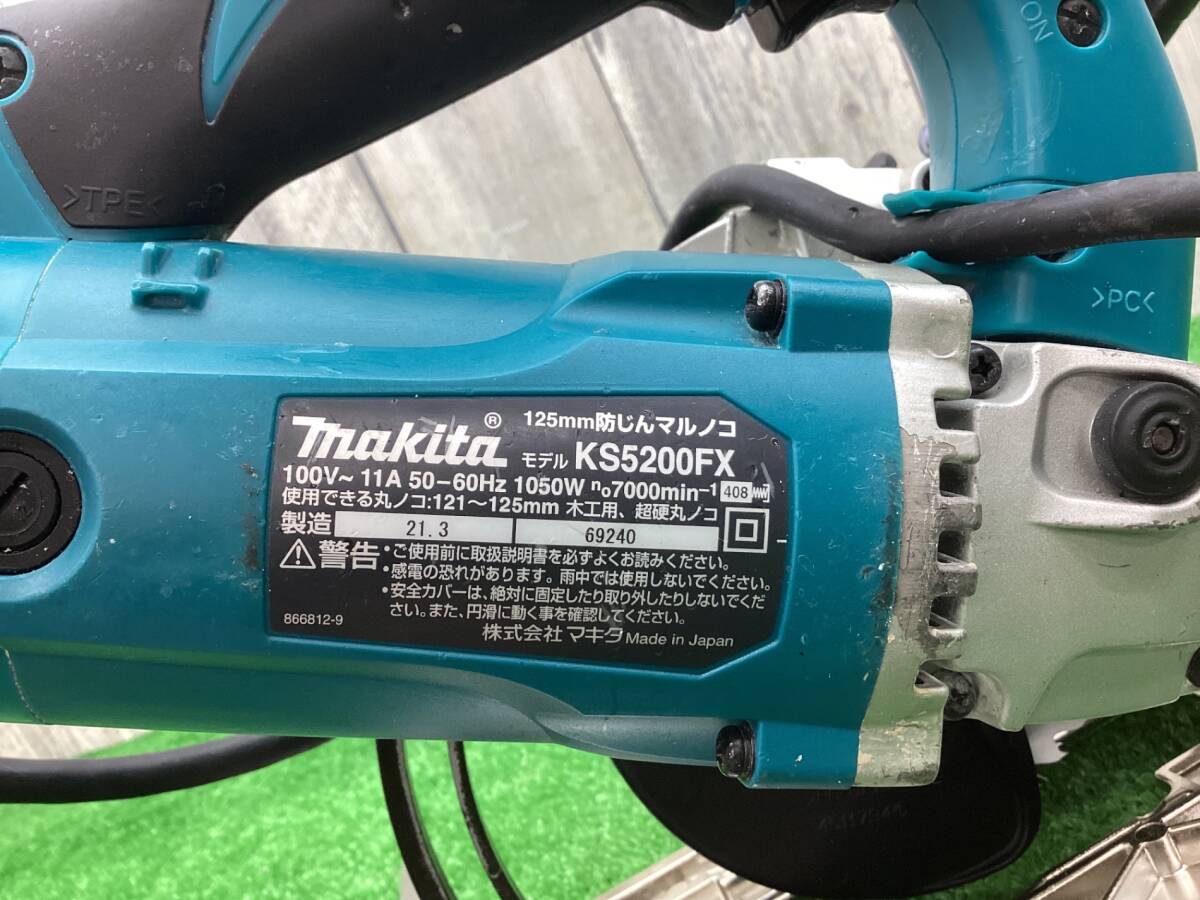 ON
>TPE<
>PC<
makita® 125mm防じんマルノコ
モデル KS5200FX
100V~ 11A 50-60Hz 1050W n₀7000min-1 408
使用できる丸ノコ:121〜125mm 木工用、超硬丸ノコ
製造 21.3 69240
⚠警告 •ご使用前に取扱説明書を必ずよくお読みください。
•感電の恐れがあります。雨中では使用しないでください。
•安全カバーは、絶対に固定したり取り外したりしないでくだ
さい。また、円滑に動く事を確認してください。
866812-9
株式会社 マキタ Made in Japan